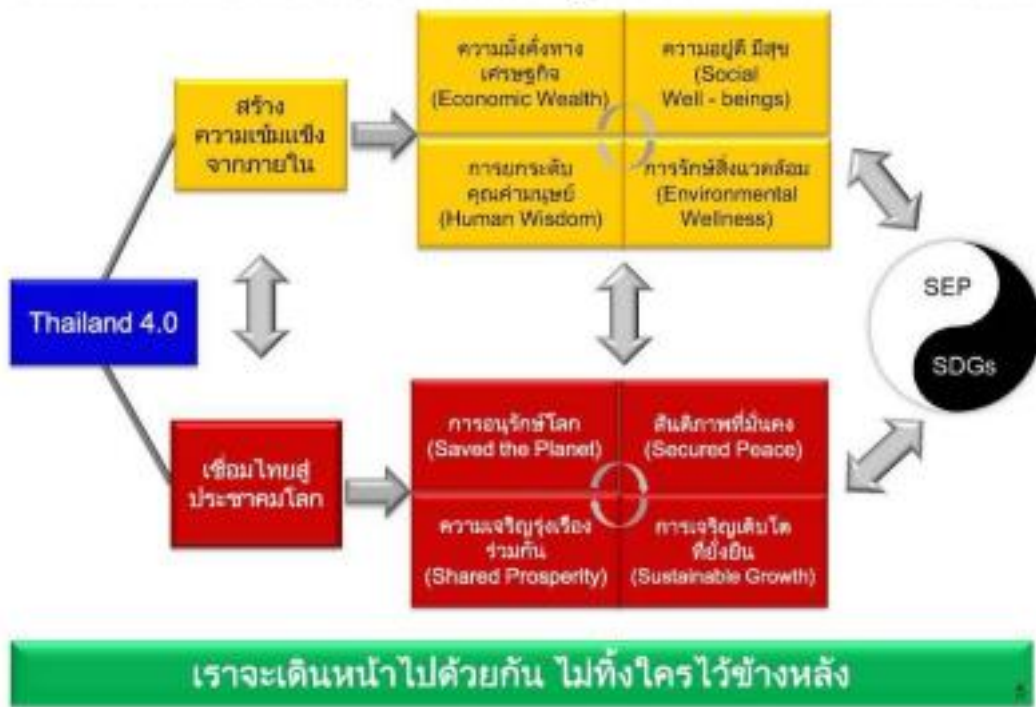 ความมั่งคั่งทาง
เศรษฐกิจ
(Economic Wealth)
ความอยู่ดี มีสุข
(Social
Well - beings)
สร้าง
ความเข้มแข็ง
จากภายใน
การยกระดับ
คุณค่ามนุษย์
(Human Wisdom)
การรักษ์สิ่งแวดล้อม
(Environmental
Wellness)
Thailand 4.0
SEP
SDGs
การอนุรักษ์โลก
(Saved the Planet)
สันติภาพที่มั่นคง
(Secured Peace)
เชื่อมไทยสู่
ประชาคมโลก
ความเจริญรุ่งเรือง
ร่วมกัน
(Shared Prosperity)
การเจริญเติบโต
ที่ยั่งยืน
(Sustainable Growth)
เราจะเดินหน้าไปด้วยกัน ไม่ทิ้งใครไว้ข้างหลัง